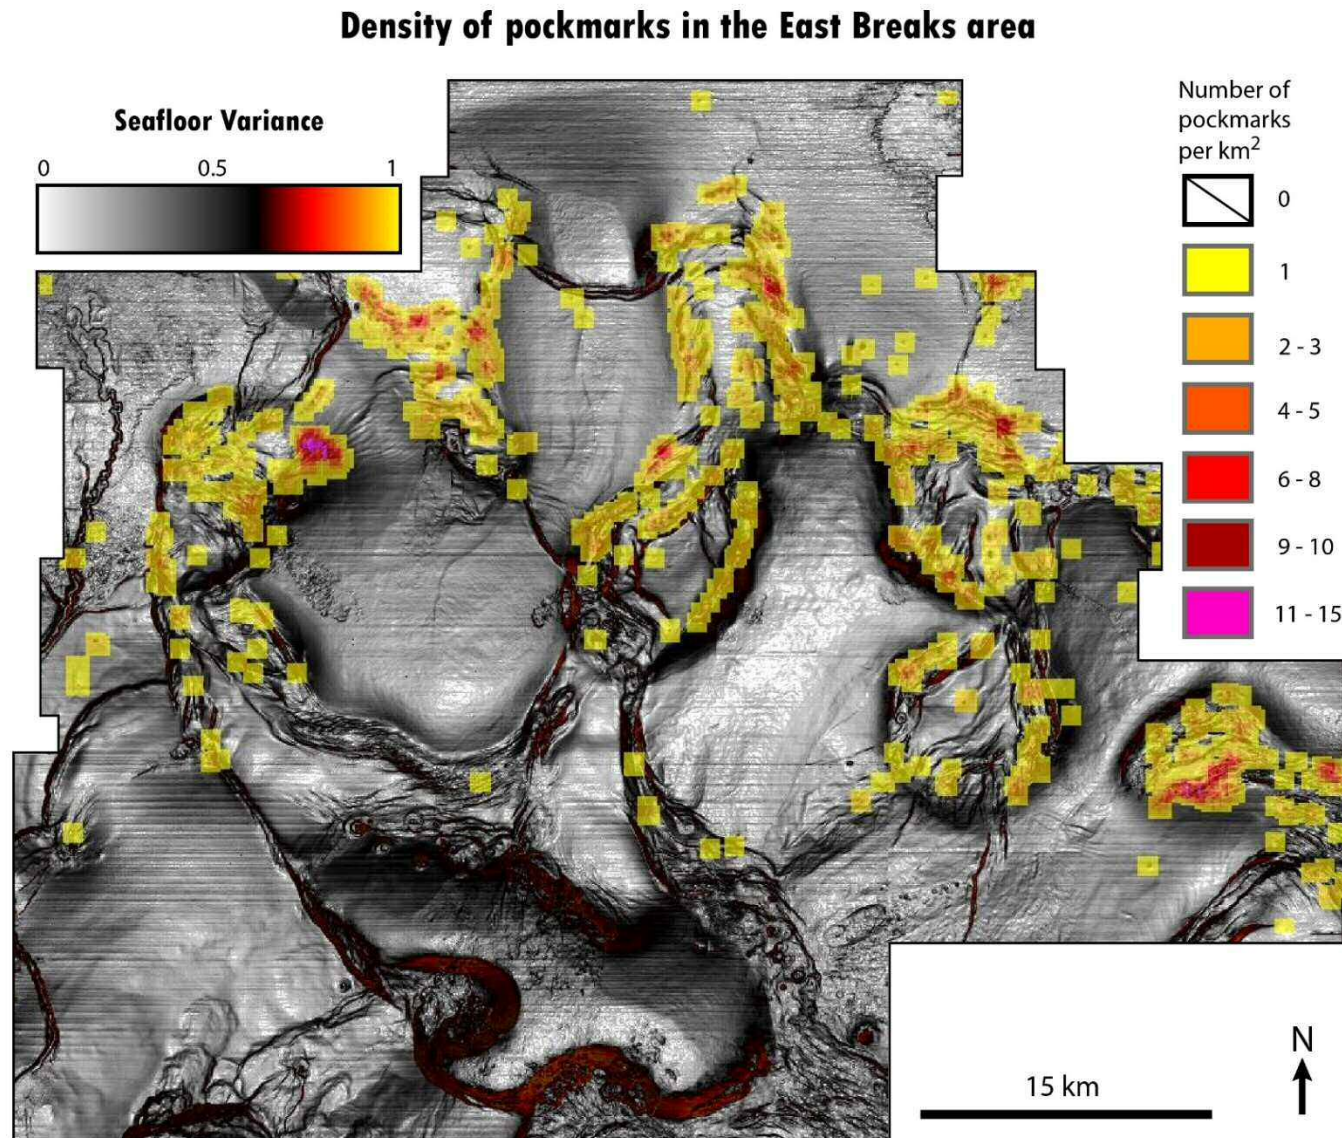 Density of pockmarks in the East Breaks area
Seafloor Variance
0 0.5 1
Number of
pockmarks
per km²
0
1
2 - 3
4 - 5
6 - 8
9 - 10
11 - 15
15 km
N